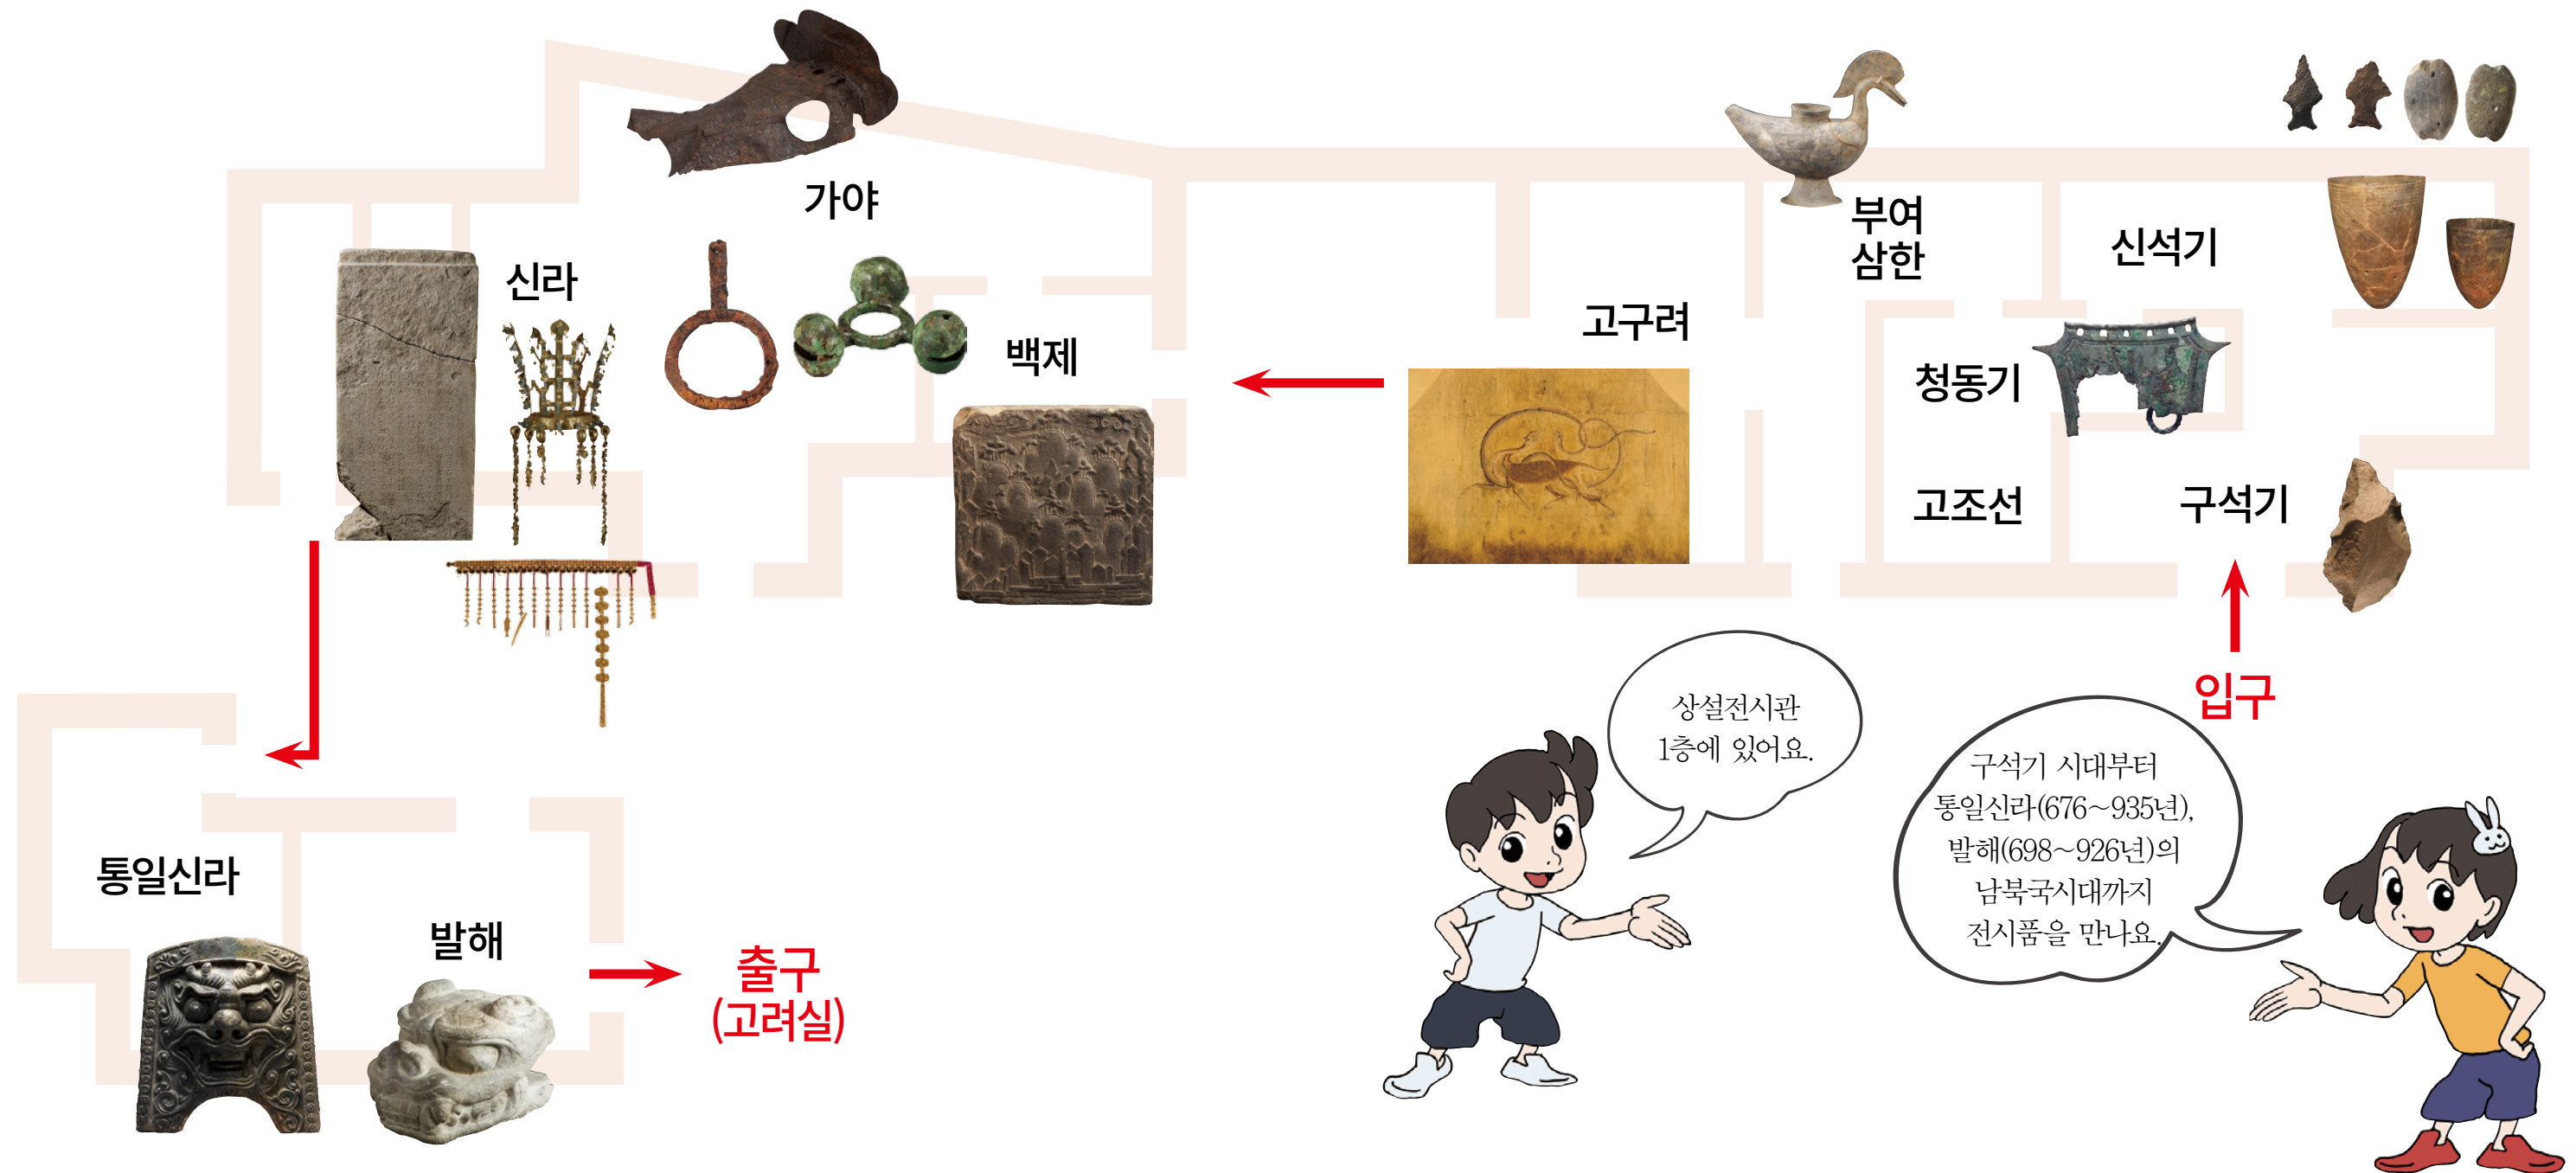 가야
신라
백제
고구려
부여
삼한
신석기
청동기
고조선
구석기
입구
상설전시관
1층에 있어요.
구석기 시대부터
통일신라(676~935년),
발해(698~926년)의
남북국시대까지
전시품을 만나요.
통일신라
발해
출구
(고려실)